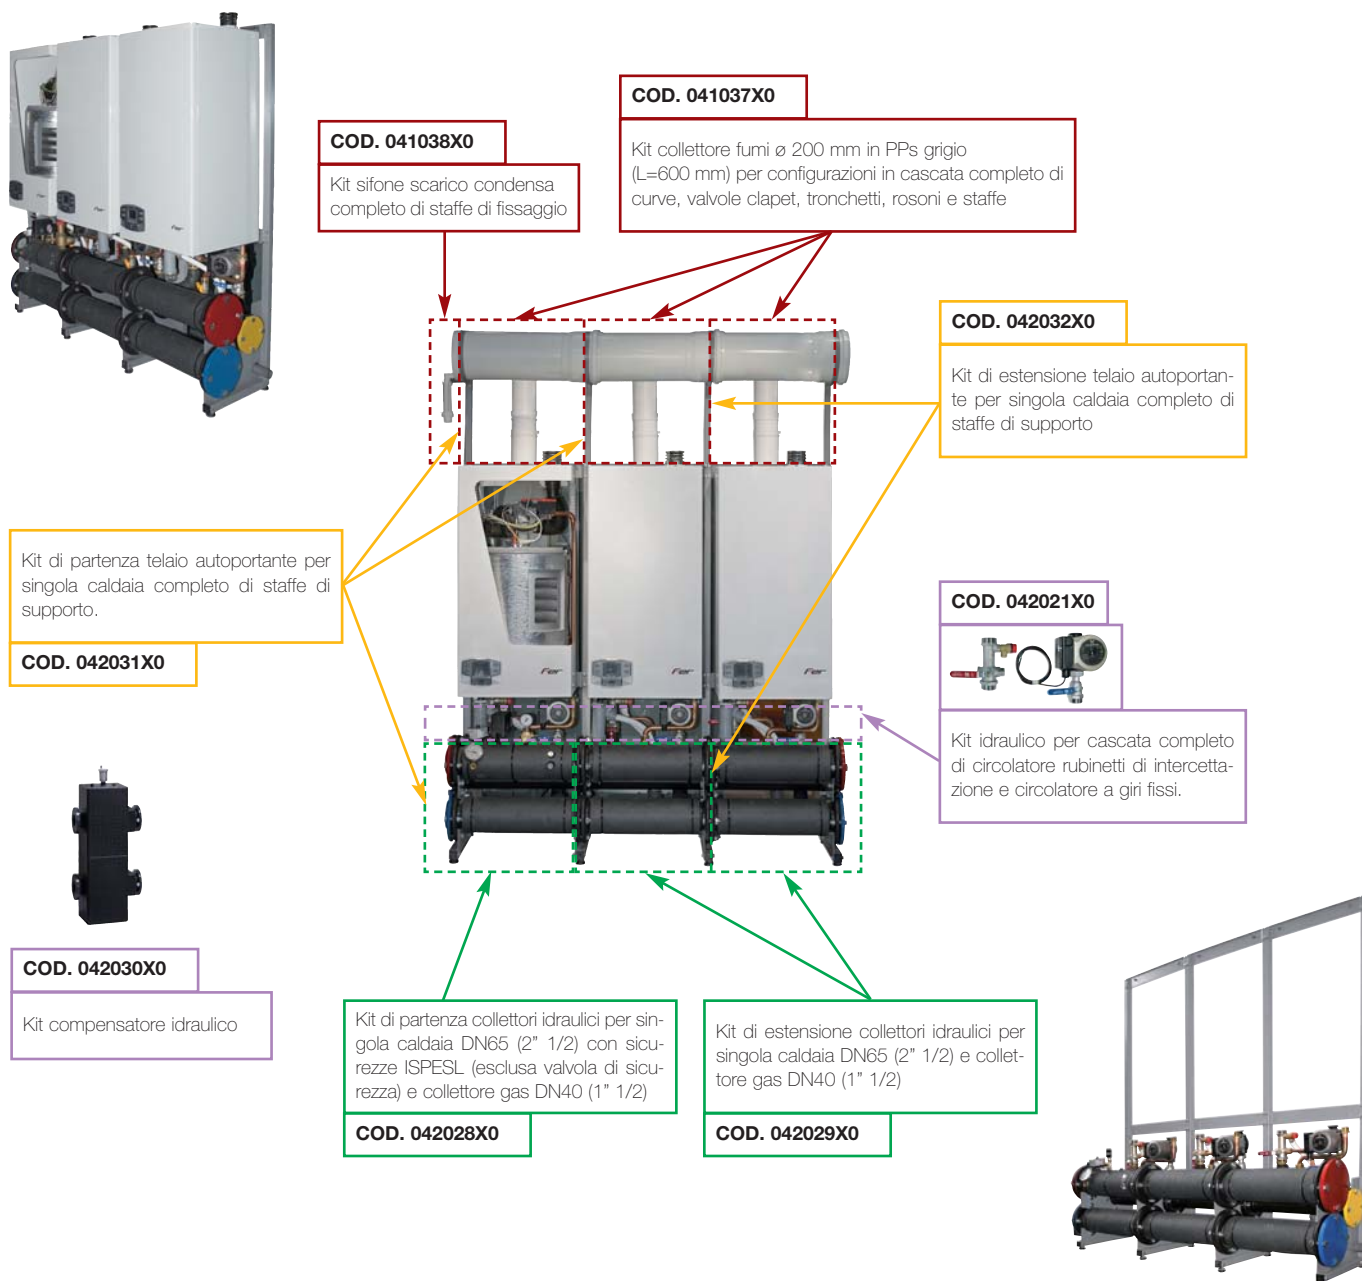 COD. 041037X0
Kit collettore fumi ø 200 mm in PPs grigio
(L=600 mm) per configurazioni in cascata completo di
curve, valvole clapet, tronchetti, rosoni e staffe
COD. 041038X0
Kit sifone scarico condensa
completo di staffe di fissaggio
COD. 042032X0
Kit di estensione telaio autoportan-
te per singola caldaia completo di
staffe di supporto
Kit di partenza telaio autoportante per
singola caldaia completo di staffe di
supporto.
COD. 042031X0
COD. 042021X0
Kit idraulico per cascata completo
di circolatore rubinetti di intercetta-
zione e circolatore a giri fissi.
COD. 042030X0
Kit compensatore idraulico
Kit di partenza collettori idraulici per sin-
gola caldaia DN65 (2" 1/2) con sicu-
rezze ISPESL (esclusa valvola di sicu-
rezza) e collettore gas DN40 (1" 1/2)
COD. 042028X0
Kit di estensione collettori idraulici per
singola caldaia DN65 (2" 1/2) e collet-
tore gas DN40 (1" 1/2)
COD. 042029X0
Fer
Fer
Fer
Fer
Fer